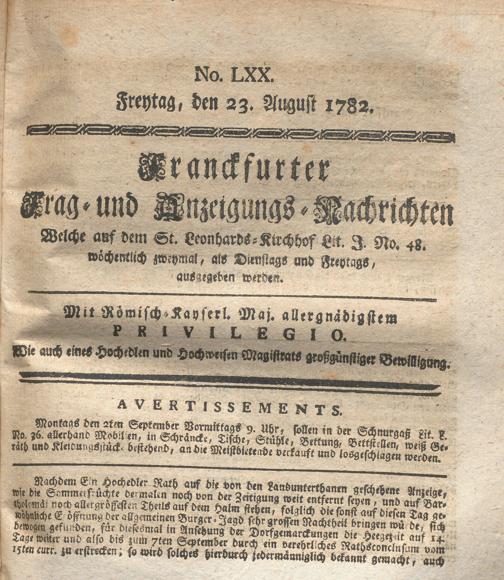 No. LXX.
Freytag, den 23. August 1782.
Franckfurter
Frag- und Anzeigungs-Nachrichten
Welche auf dem St. Leonhards-Kirchhof Lit. J. No. 48.
wöchentlich zweymal, als Dienstags und Freytags,
ausgegeben werden.
Mit Römisch-Kayserl. Maj. allergnädigstem
PRIVILEGIO.
Wie auch eines Hochedlen und Hochweisen Magistrats großgünstiger Bewilligung.
AVERTISSEMENTS.
Montags den 2ten September Vormittags 9. Uhr, sollen in der Schnurgaß Lit. L.
No. 36. allerhand Mobilien, in Schräncke, Tische, Stühle, Bettung, Bettstellen, weiß Ge-
räth und Kleidungsstücke bestehend, an die Meistbietende verkauft und losgeschlagen werden.
Nachdem Ein Hochedler Rath auf die von den Landunterthanen geschehene Anzeige,
wie die Sommerfrüchte dermalen noch von der Zeitigung weit entfernt seyen, und auf Bar-
tholemäi noch allergrößesten Theils auf dem Halm stehen, folglich die sonst auf diesen Tag ge-
wöhnliche Eröffnung der allgemeinen Burger-Jagd sehr grossen Nachtheil bringen würde, sich
bewogen gefunden, für diesesmal in Ansehung der Dorfgemarckungen die Heegezeit auf 14.
Tage weiter und also bis zum 7ten September durch ein verehrliches Rathsconclusum vom
15ten curr. zu erstrecken; so wird solches hierdurch jedermänniglich bekannt gemacht, auch